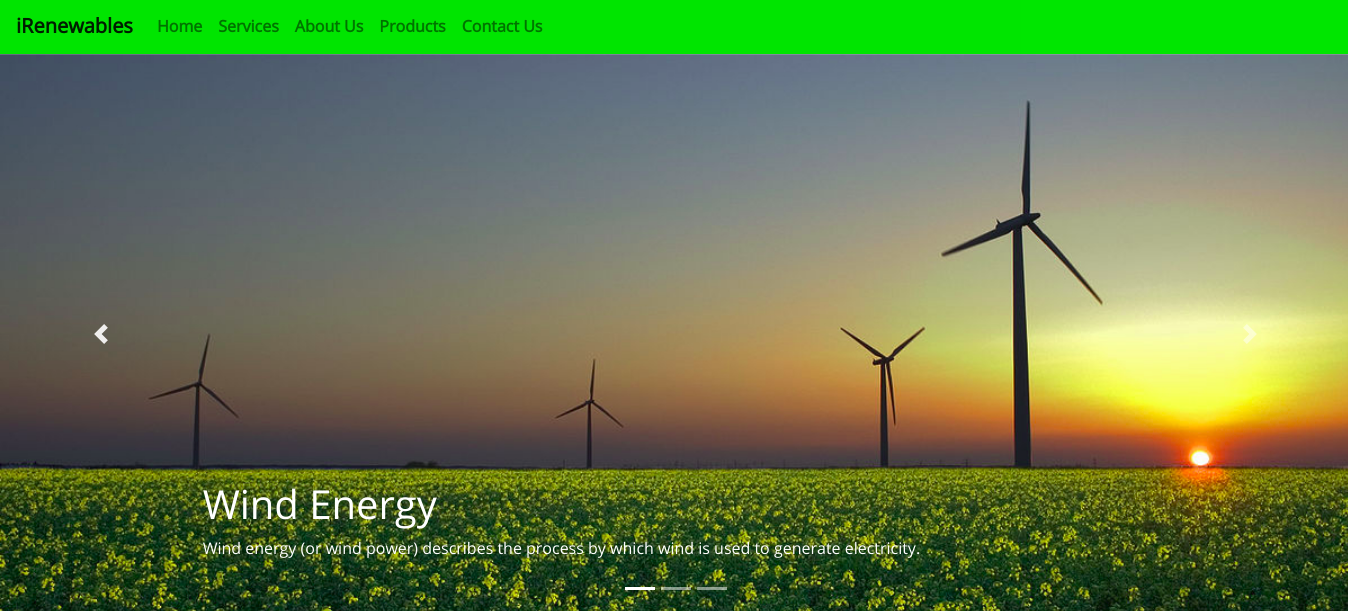 iRenewables Home Services About Us Products Contact Us
Wind Energy
Wind energy (or wind power) describes the process by which wind is used to generate electricity.